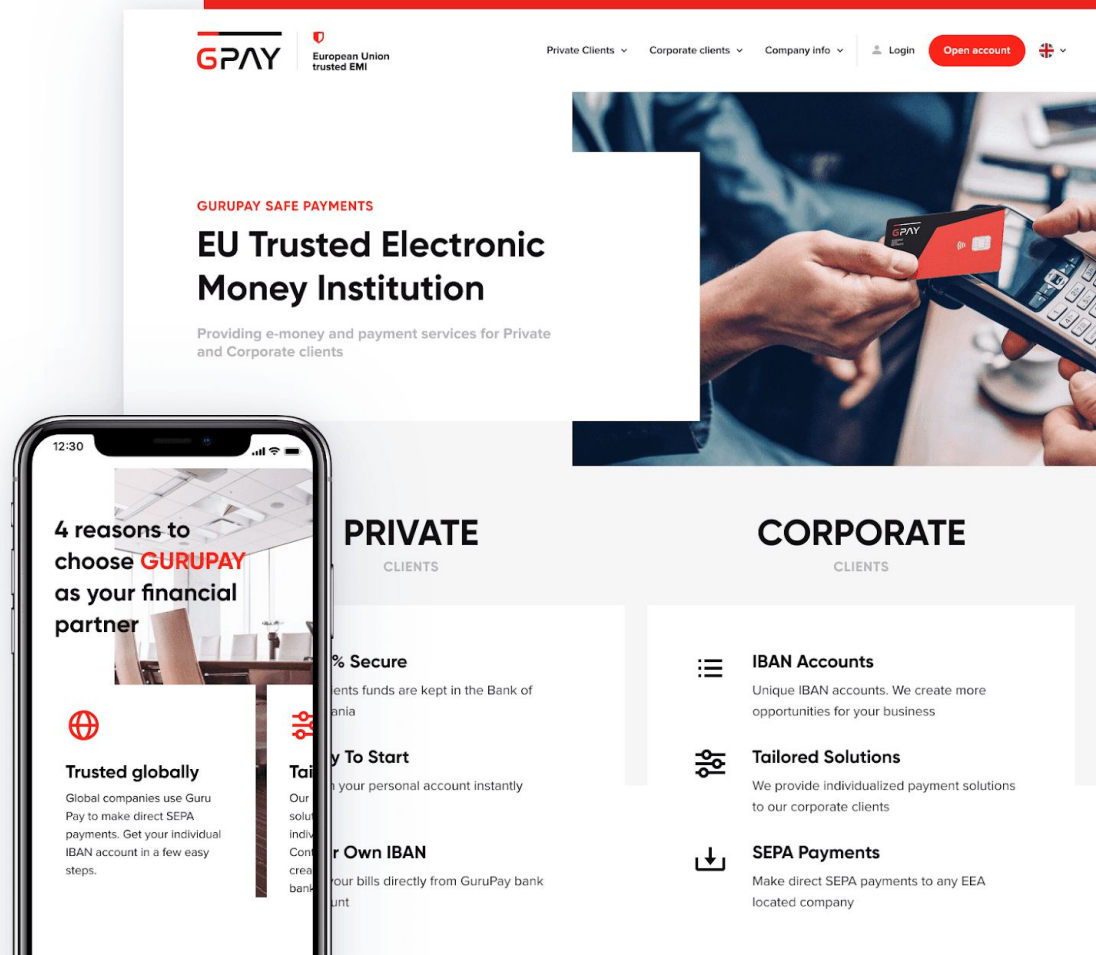 GPAY
European Union
trusted EMI
Private Clients
Corporate clients
Company info
Login
Open account
GURUPAY SAFE PAYMENTS
EU Trusted Electronic
Money Institution
Providing e-money and payment services for Private
and Corporate clients
GPAY
12:30
4 reasons to
choose GURUPAY
as your financial
partner
Trusted globally
Global companies use Guru
Pay to make direct SEPA
payments. Get your individual
IBAN account in a few easy
steps.
Our
PRIVATE
CLIENTS
% Secure
funds are kept in the Bank of
To Start
your personal account instantly
Own IBAN
your bills directly from GuruPay bank
CORPORATE
CLIENTS
IBAN Accounts
Unique IBAN accounts. We create more
opportunities for your business
Tailored Solutions
We provide individualized payment solutions
to our corporate clients
SEPA Payments
Make direct SEPA payments to any EEA
located company